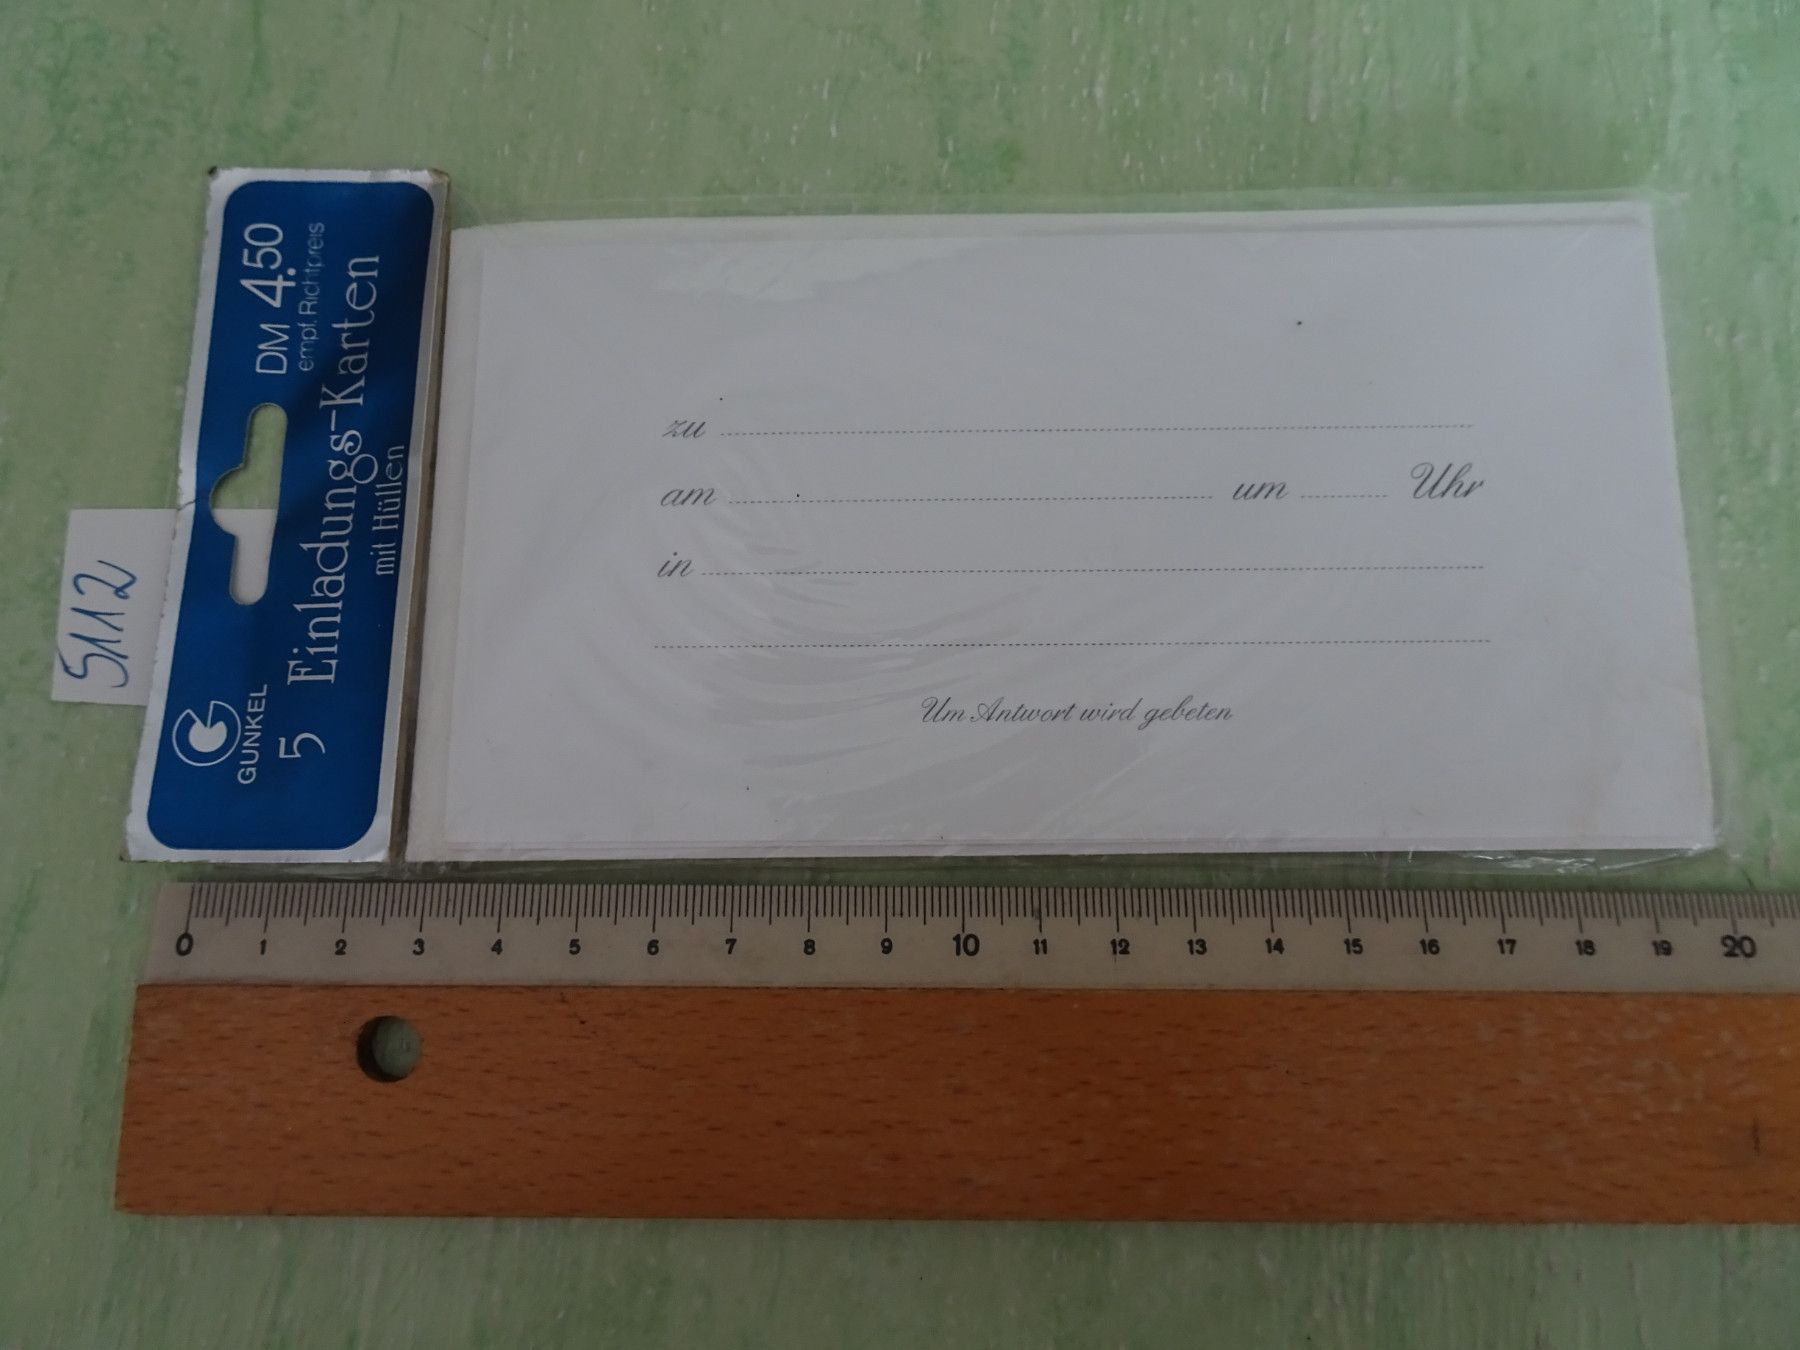 GUNKEL
DM 4.50
empf. Richtpreis
5 Einladungs-Karten
mit Hüllen
5112
zu
am um Uhr
in
Um Antwort wird gebeten
0 1 2 3 4 5 6 7 8 9 10 11 12 13 14 15 16 17 18 19 20